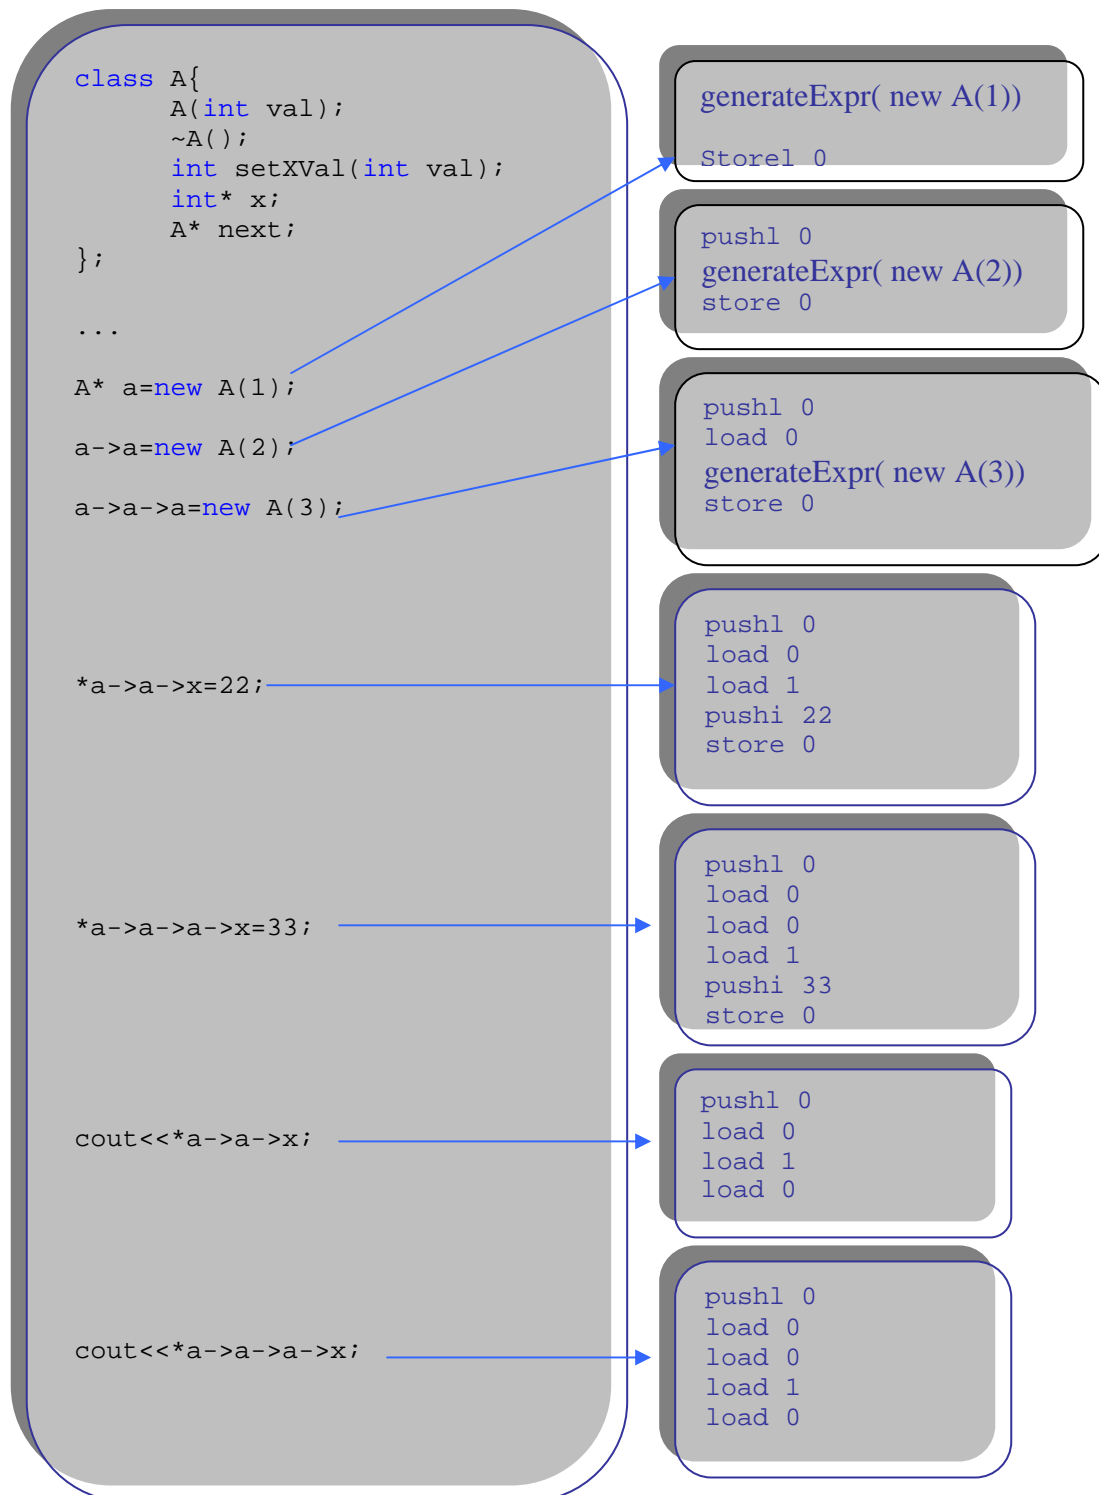 class A{
A(int val);
~A();
int setXVal(int val);
int* x;
A* next;
};
...
A* a=new A(1);
a->a=new A(2);
a->a->a=new A(3);
*a->a->x=22;
*a->a->a->x=33;
cout<<*a->a->x;
cout<<*a->a->a->x;
generateExpr( new A(1))
Storel 0
pushl 0
generateExpr( new A(2))
store 0
pushl 0
load 0
generateExpr( new A(3))
store 0
pushl 0
load 0
load 1
pushi 22
store 0
pushl 0
load 0
load 0
load 1
pushi 33
store 0
pushl 0
load 0
load 1
load 0
pushl 0
load 0
load 0
load 1
load 0